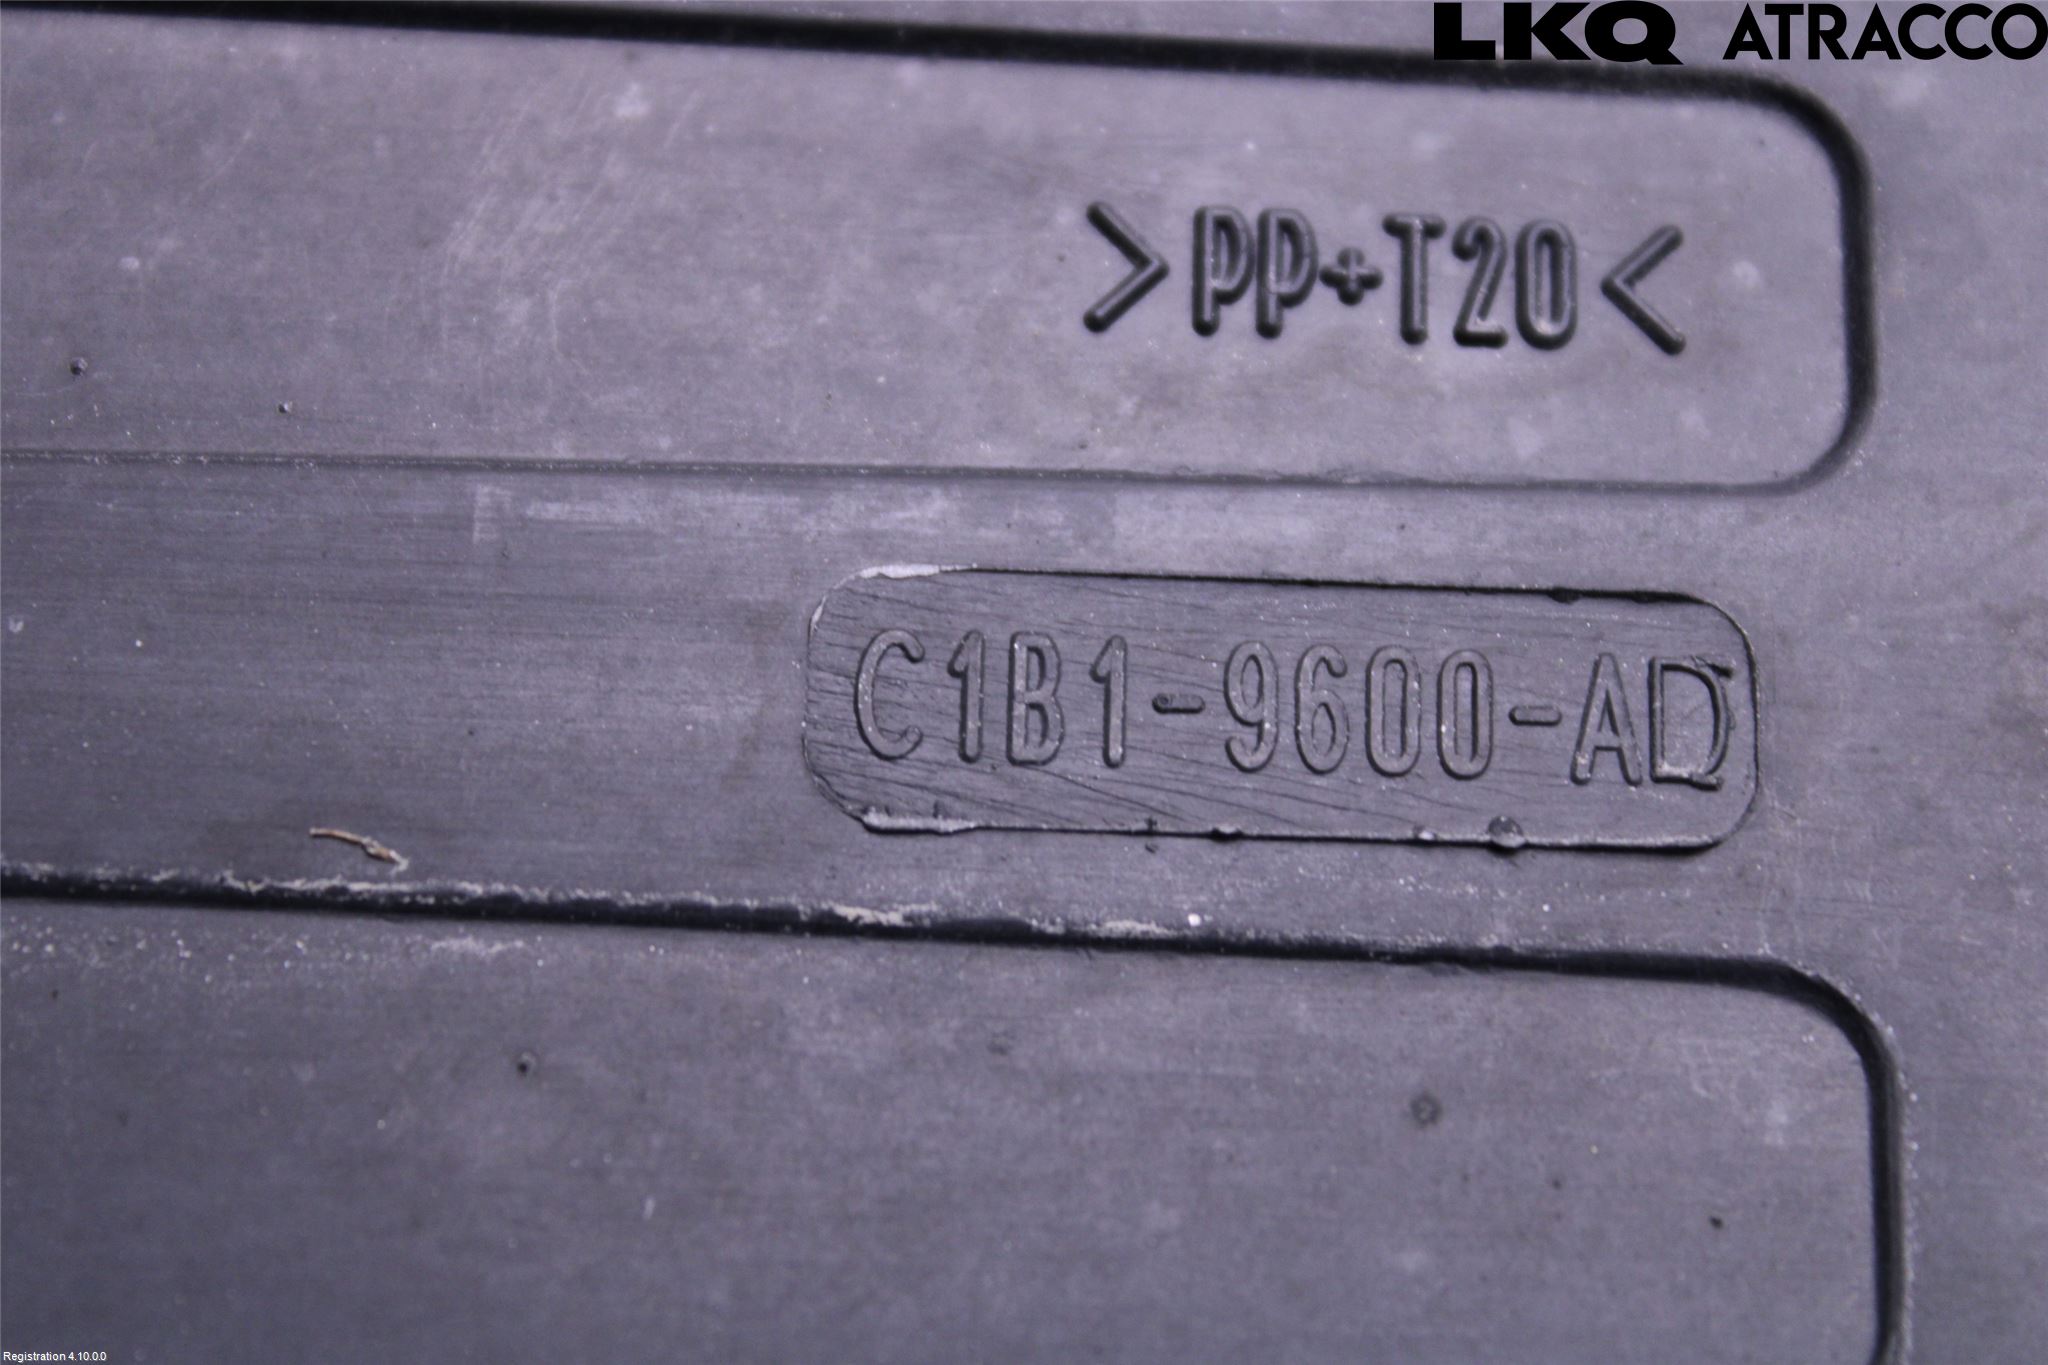 LKQ ATRACCO
>PP+T20<
C1B1-9600-AD
Registration 4.10.0.0